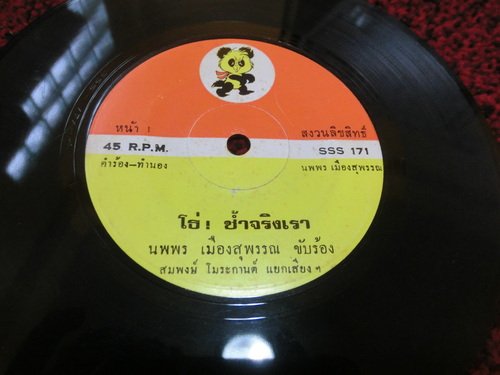 หน้า 1 สงวนลิขสิทธิ์
45 R.P.M. SSS 171
คำร้อง-ทำนอง นพพร เมืองสุพรรณ
โธ่! ช้ำจริงเรา
นพพร เมืองสุพรรณ ขับร้อง
สมพงษ์ โมระกานต์ แยกเสียงฯ